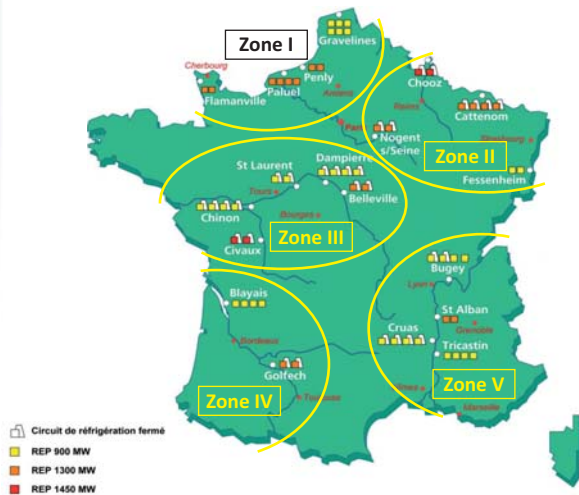 Zone I
Gravelines
Cherbourg
Penly
Paluel
Amiens
Flamanville
Chooz
Reims
Cattenom
Paris
Nogent
s/Seine
Strasbourg
Zone II
Fessenheim
Dampierre
St Laurent
Tours
Belleville
Chinon
Bourges
Civaux
Zone III
Bugey
Lyon
Blayais
St Alban
Grenoble
Bordeaux
Cruas
Tricastin
Golfech
Nîmes
Toulouse
Zone IV
Zone V
Marseille
Circuit de réfrigération fermé
REP 900 MW
REP 1300 MW
REP 1450 MW